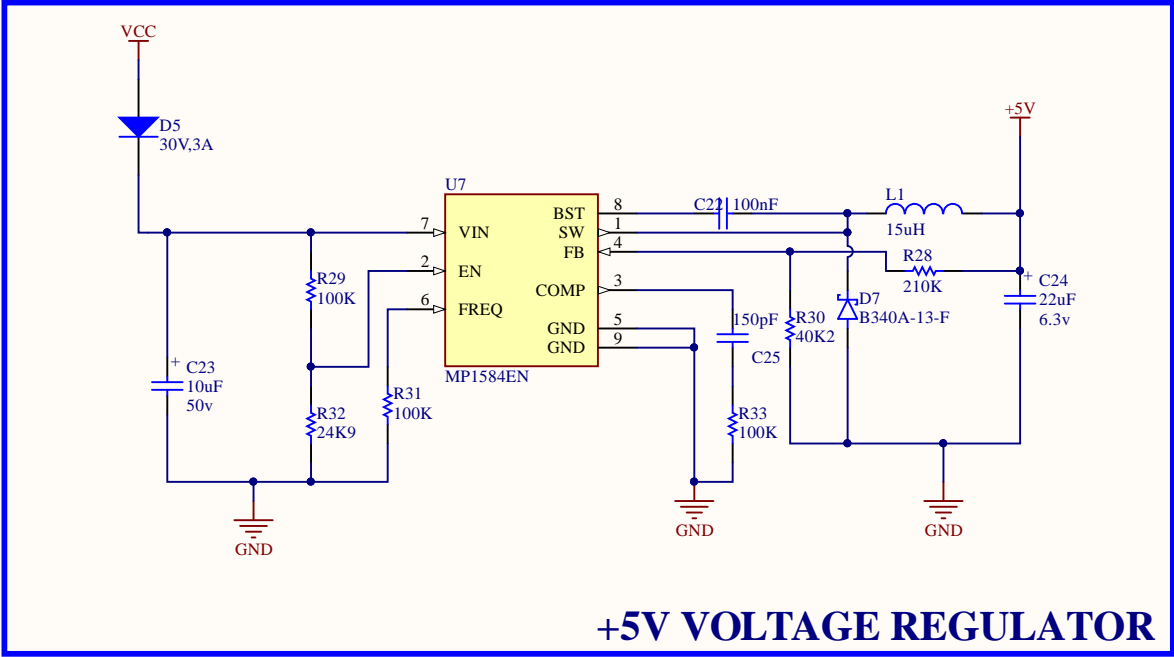 VCC
D5
30V,3A
+5V
U7
7
VIN
2
EN
6
FREQ
BST
8
SW
1
FB
4
COMP
3
GND
5
GND
9
MP1584EN
C22
100nF
L1
15uH
R28
210K
+
C24
22uF
6.3v
R29
100K
D7
B340A-13-F
150pF
C25
R30
40K2
+
C23
10uF
50v
R32
24K9
R31
100K
R33
100K
GND
GND
GND
+5V VOLTAGE REGULATOR